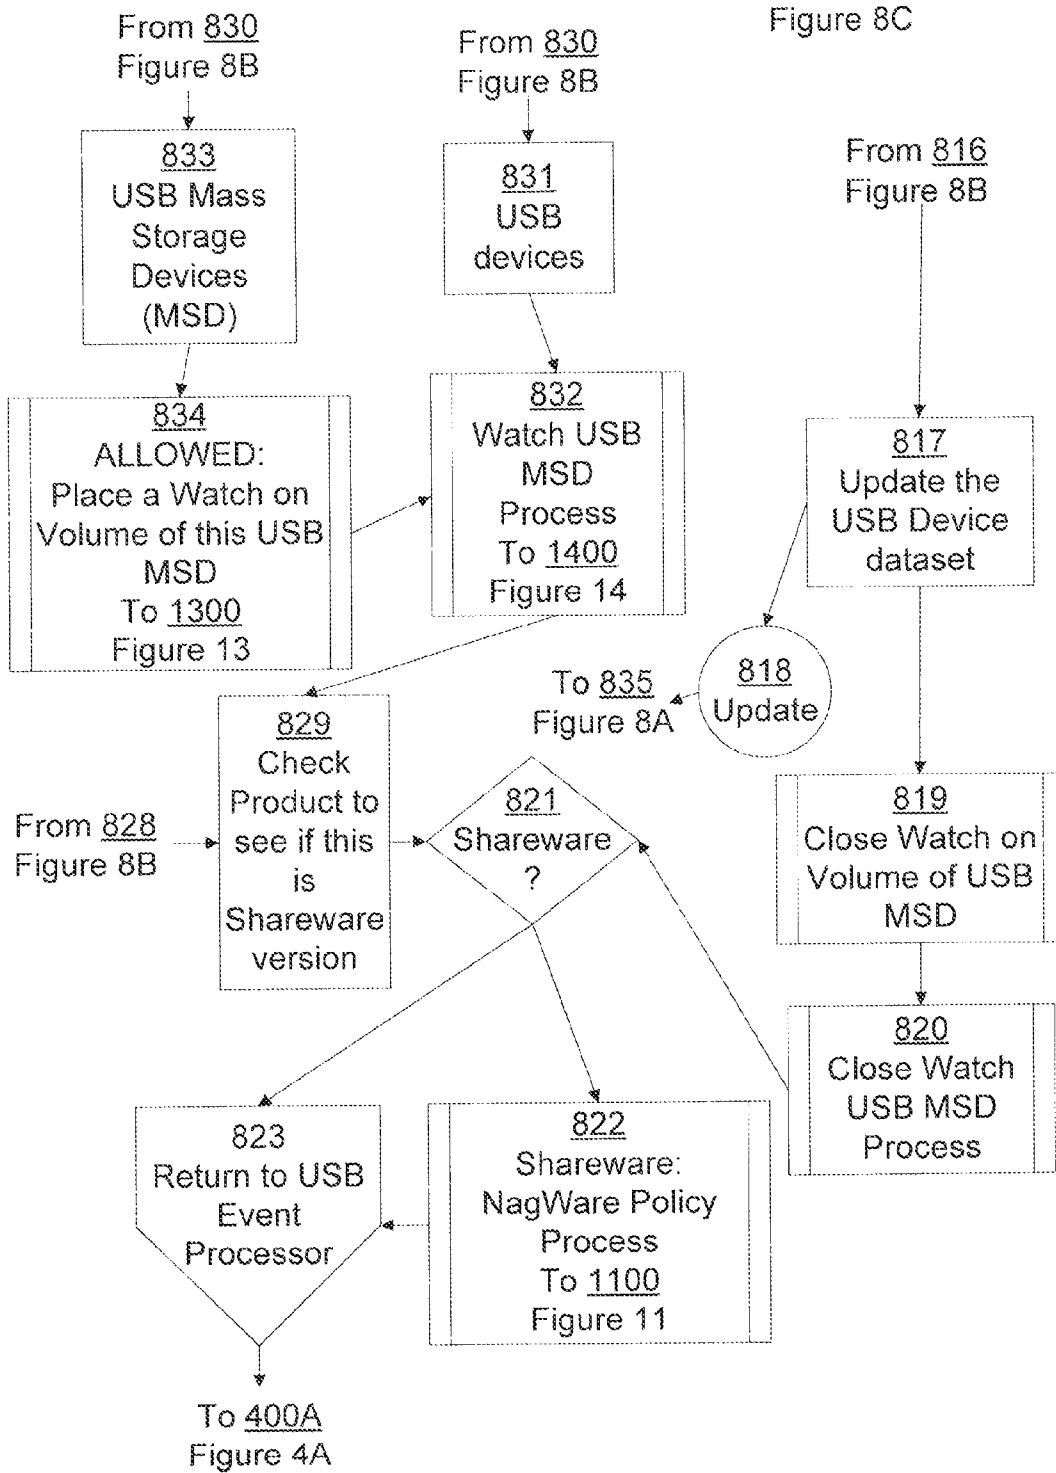 Figure 8C
From 830
Figure 8B
From 830
Figure 8B
From 816
Figure 8B
833
USB Mass
Storage
Devices
(MSD)
831
USB
devices
834
ALLOWED:
Place a Watch on
Volume of this USB
MSD
To 1300
Figure 13
832
Watch USB
MSD
Process
To 1400
Figure 14
817
Update the
USB Device
dataset
818
Update
To 835
Figure 8A
829
Check
Product to
see if this
is
Shareware
version
From 828
Figure 8B
821
Shareware
?
819
Close Watch on
Volume of USB
MSD
820
Close Watch
USB MSD
Process
823
Return to USB
Event
Processor
822
Shareware:
NagWare Policy
Process
To 1100
Figure 11
To 400A
Figure 4A